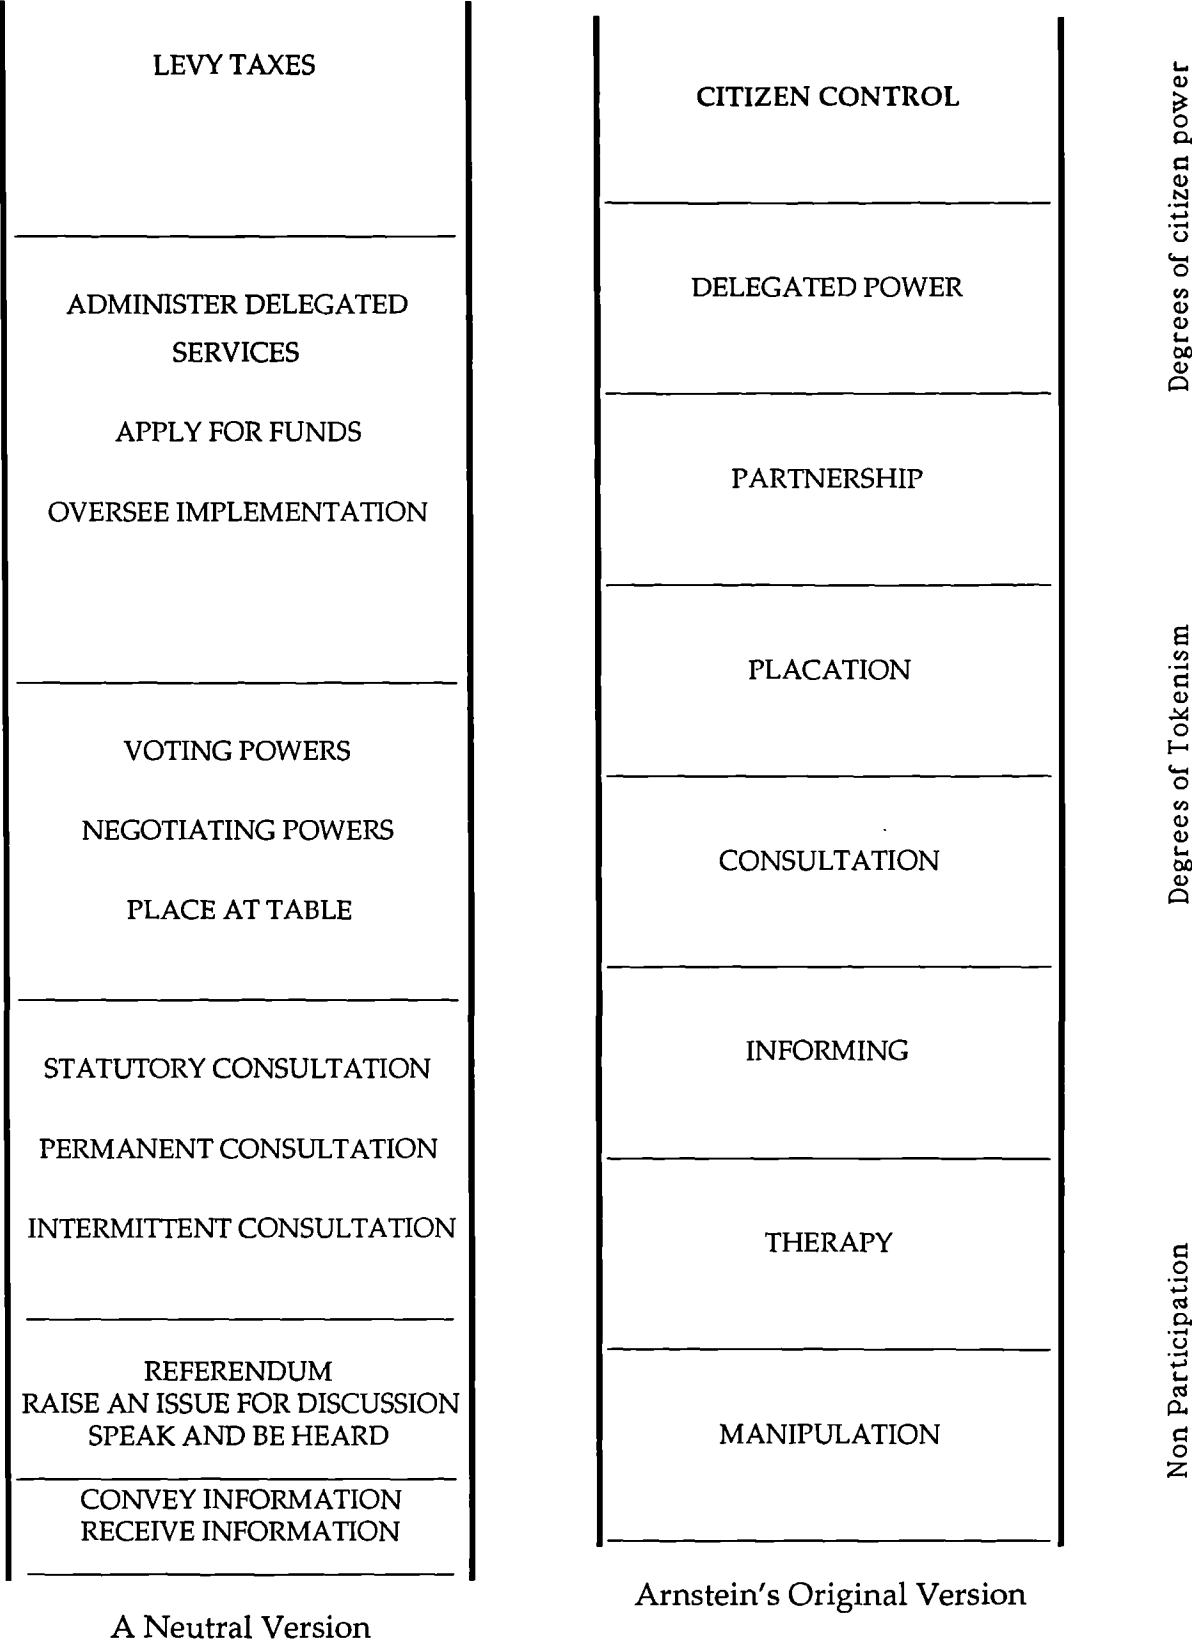 LEVY TAXES
ADMINISTER DELEGATED
SERVICES
APPLY FOR FUNDS
OVERSEE IMPLEMENTATION
VOTING POWERS
NEGOTIATING POWERS
PLACE AT TABLE
STATUTORY CONSULTATION
PERMANENT CONSULTATION
INTERMITTENT CONSULTATION
REFERENDUM
RAISE AN ISSUE FOR DISCUSSION
SPEAK AND BE HEARD
CONVEY INFORMATION
RECEIVE INFORMATION
A Neutral Version
CITIZEN CONTROL
DELEGATED POWER
PARTNERSHIP
PLACATION
CONSULTATION
INFORMING
THERAPY
MANIPULATION
Arnstein's Original Version
Degrees of citizen power
Degrees of Tokenism
Non Participation